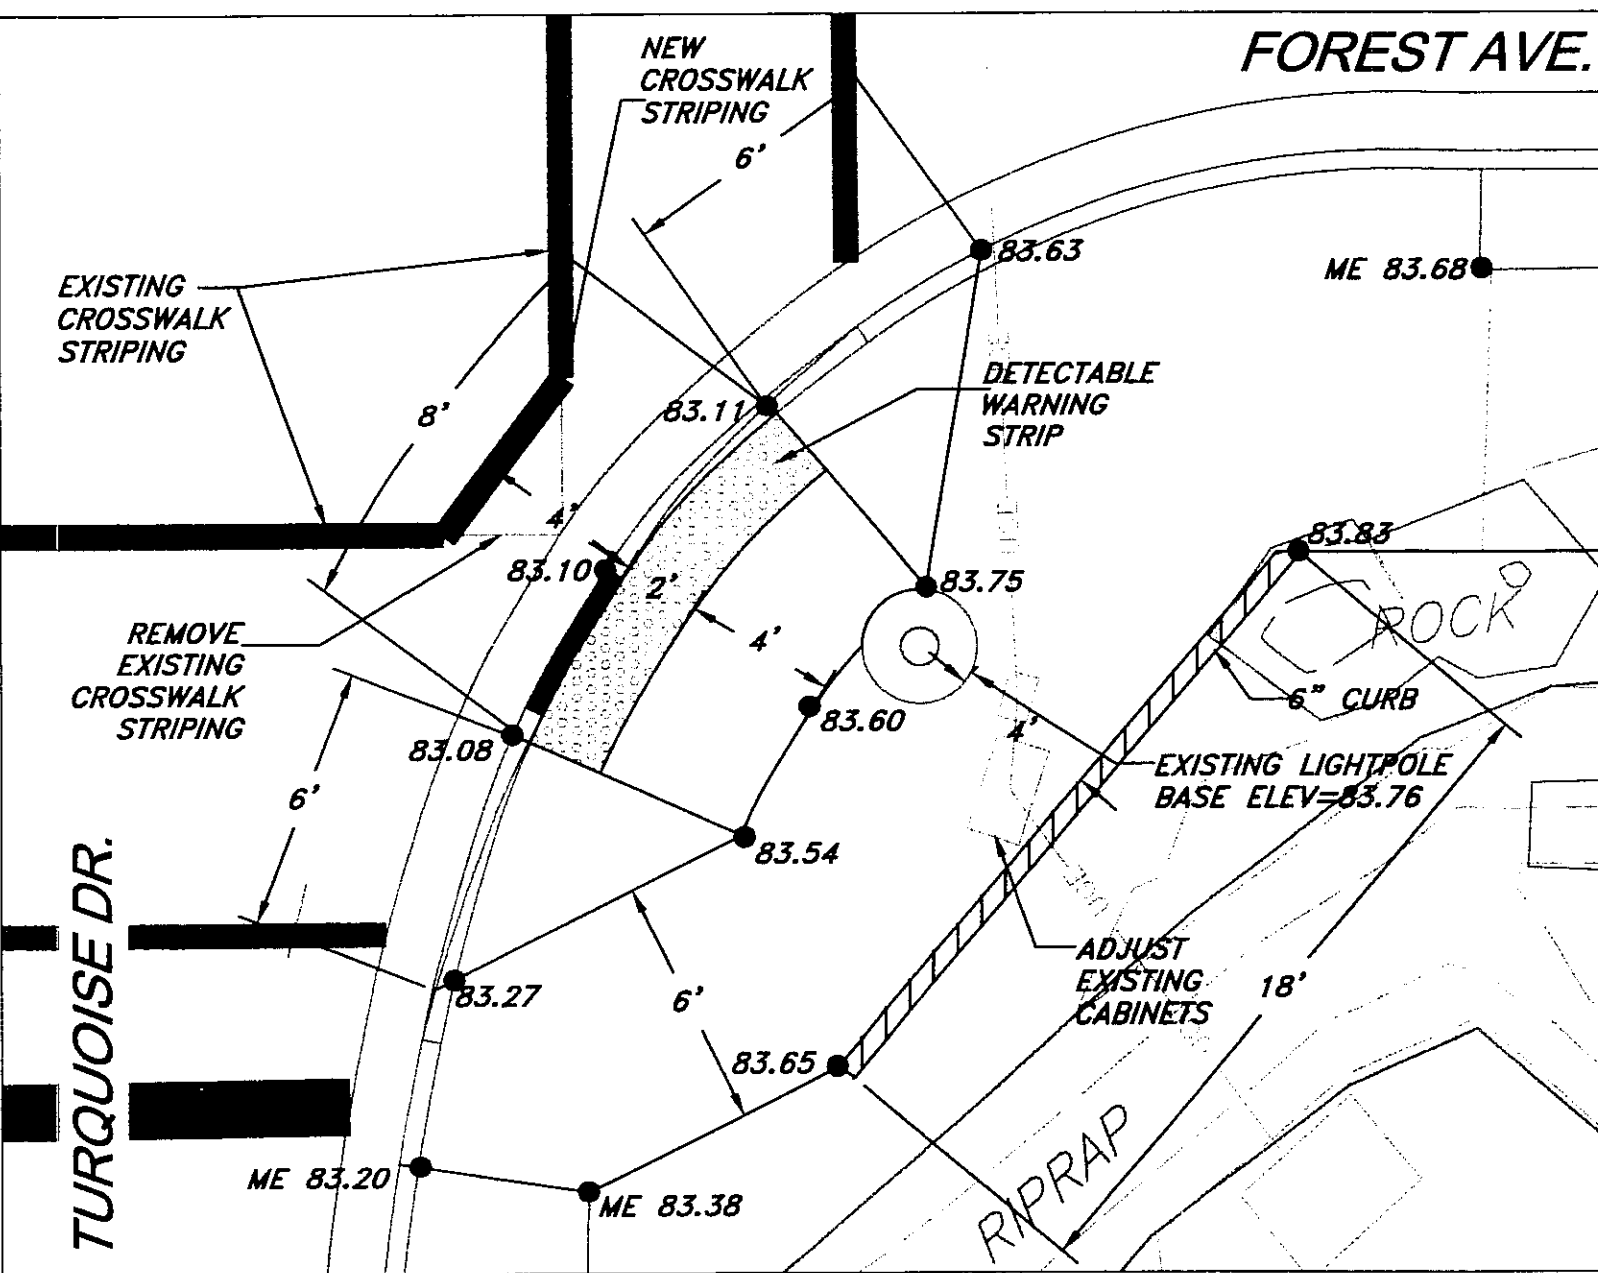 FOREST AVE.
NEW
CROSSWALK
STRIPING
6'
83.63
ME 83.68
EXISTING
CROSSWALK
STRIPING
8'
83.11
DETECTABLE
WARNING
STRIP
4'
83.10
2'
83.83
83.75
ROCK
REMOVE
EXISTING
CROSSWALK
STRIPING
4'
83.60
6" CURB
83.08
4'
EXISTING LIGHTPOLE
BASE ELEV=83.76
6'
83.54
TURQUOISE DR.
83.27
6'
ADJUST
EXISTING
CABINETS
18'
83.65
RIPRAP
ME 83.20
ME 83.38